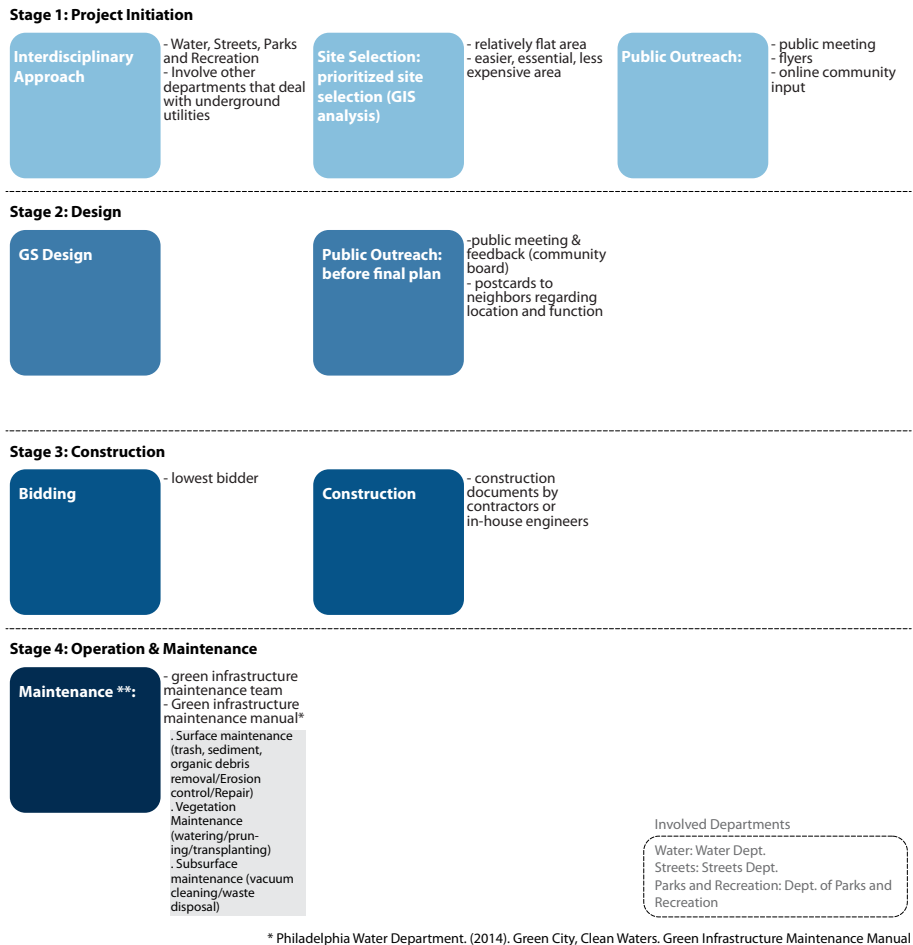 Stage 1: Project Initiation
Interdisciplinary
Approach
- Water, Streets, Parks
and Recreation
- Involve other
departments that deal
with underground
utilities
Site Selection:
prioritized site
selection (GIS
analysis)
- relatively flat area
- easier, essential, less
expensive area
Public Outreach:
- public meeting
- flyers
- online community
input
Stage 2: Design
GS Design
Public Outreach:
before final plan
-public meeting &
feedback (community
board)
- postcards to
neighbors regarding
location and function
Stage 3: Construction
Bidding
- lowest bidder
Construction
- construction
documents by
contractors or
in-house engineers
Stage 4: Operation & Maintenance
Maintenance **:
- green infrastructure
maintenance team
- Green infrastructure
maintenance manual*
. Surface maintenance
(trash, sediment,
organic debris
removal/Erosion
control/Repair)
. Vegetation
Maintenance
(watering/prun-
ing/transplanting)
. Subsurface
maintenance (vacuum
cleaning/waste
disposal)
Involved Departments
Water: Water Dept.
Streets: Streets Dept.
Parks and Recreation: Dept. of Parks and
Recreation
* Philadelphia Water Department. (2014). Green City, Clean Waters. Green Infrastructure Maintenance Manual